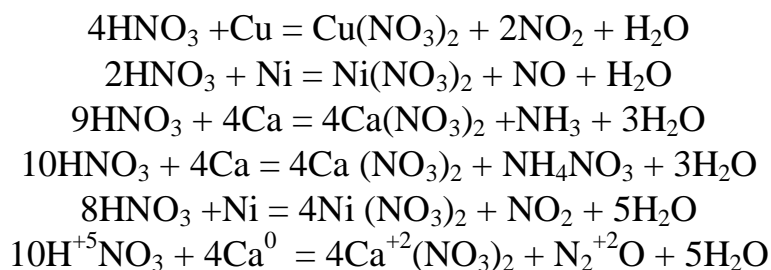 4HNO₃ +Cu = Cu(NO₃)₂ + 2NO₂ + H₂O
2HNO₃ + Ni = Ni(NO₃)₂ + NO + H₂O
9HNO₃ + 4Ca = 4Ca(NO₃)₂ +NH₃ + 3H₂O
10HNO₃ + 4Ca = 4Ca (NO₃)₂ + NH₄NO₃ + 3H₂O
8HNO₃ +Ni = 4Ni (NO₃)₂ + NO₂ + 5H₂O
10H⁺⁵NO₃ + 4Ca⁰ = 4Ca⁺²(NO₃)₂ + N₂⁺²O + 5H₂O